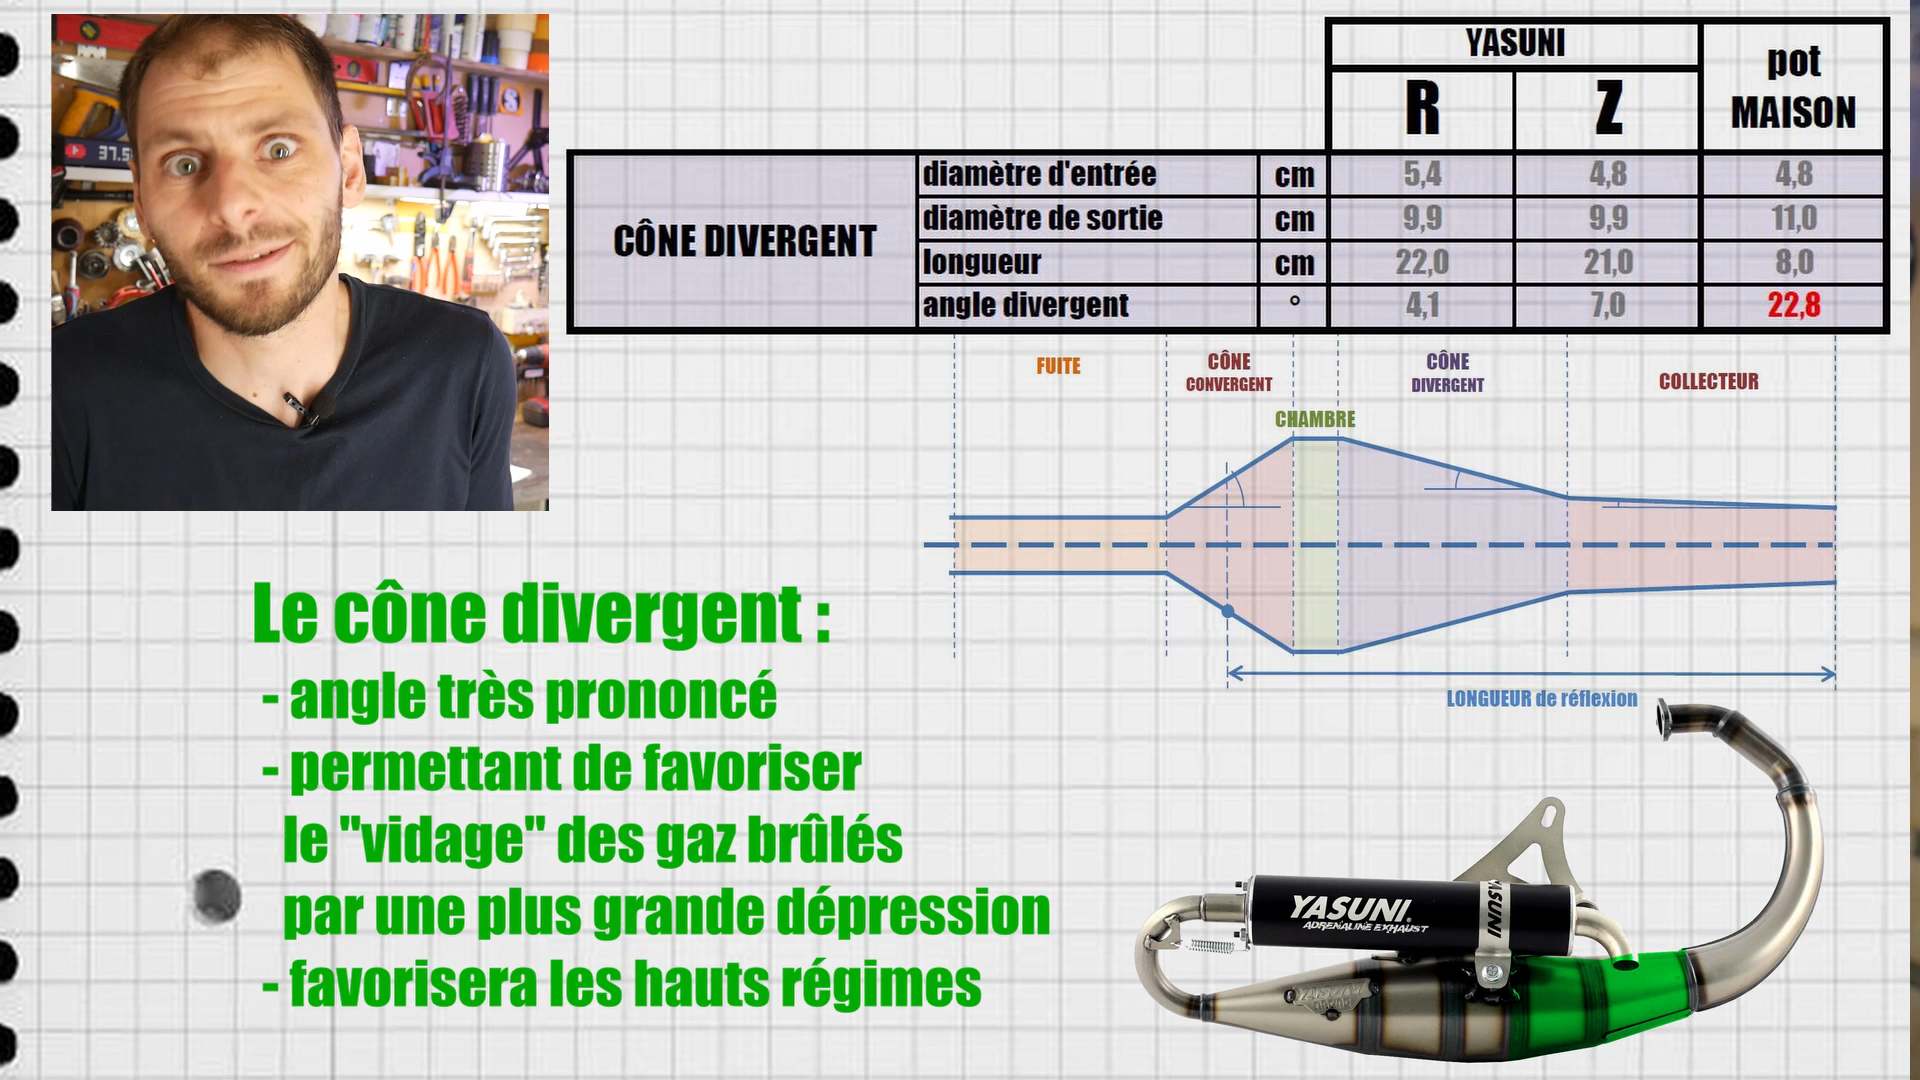 37.5
YASUNI
pot
MAISON
R Z
CÔNE DIVERGENT
diamètre d'entrée cm 5,4 4,8 4,8
diamètre de sortie cm 9,9 9,9 11,0
longueur cm 22,0 21,0 8,0
angle divergent ° 4,1 7,0 22,8
FUITE
CÔNE
CONVERGENT
CHAMBRE
CÔNE
DIVERGENT
COLLECTEUR
LONGUEUR de réflexion
Le cône divergent :
- angle très prononcé
- permettant de favoriser
le "vidage" des gaz brûlés
par une plus grande dépression
- favorisera les hauts régimes
YASUNI
ADRENALINE EXHAUST
YASUNI
YASUNI